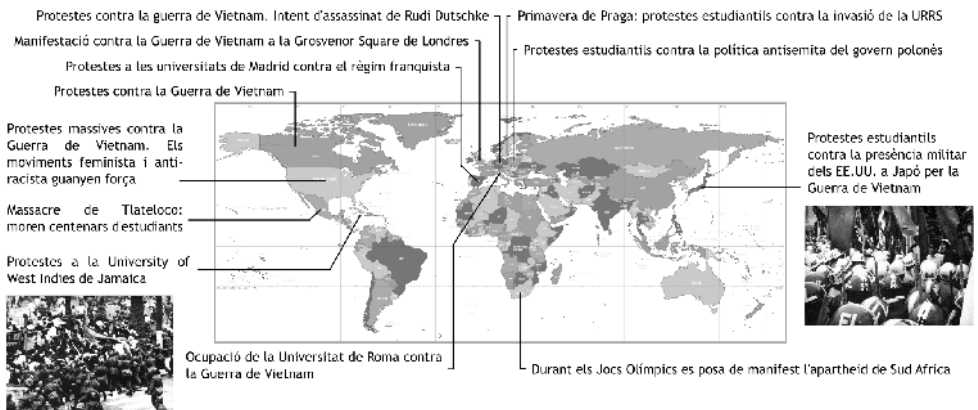 Protestes contra la guerra de Vietnam. Intent d'assassinat de Rudi Dutschke
Primavera de Praga: protestes estudiantils contra la invasió de la URRS
Manifestació contra la Guerra de Vietnam a la Grosvenor Square de Londres
Protestes estudiantils contra la política antisemita del govern polonès
Protestes a les universitats de Madrid contra el règim franquista
Protestes contra la Guerra de Vietnam
Protestes massives contra la
Guerra de Vietnam. Els
moviments feminista i anti-
racista guanyen força
Massacre de Tlateloco:
moren centenars d'estudiants
Protestes a la University of
West Indies de Jamaica
Protestes estudiantils
contra la presència militar
dels EE.UU. a Japó per la
Guerra de Vietnam
Ocupació de la Universitat de Roma contra
la Guerra de Vietnam
Durant els Jocs Olímpics es posa de manifest l'apartheid de Sud Africa